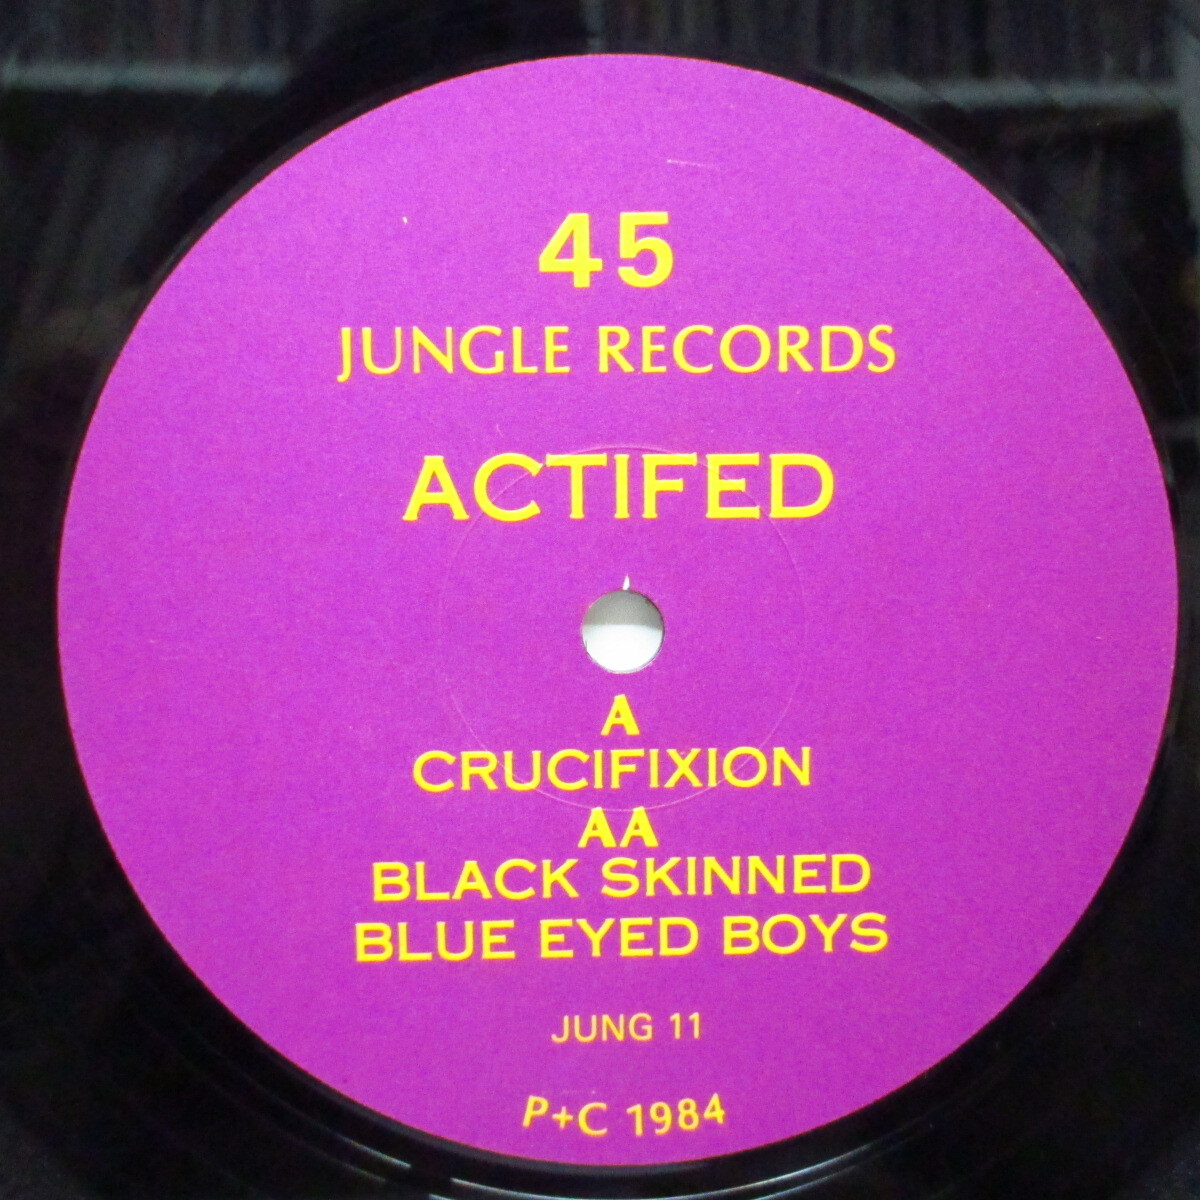 45
JUNGLE RECORDS
ACTIFED
A
CRUCIFIXION
AA
BLACK SKINNED
BLUE EYED BOYS
JUNG 11
P+C 1984